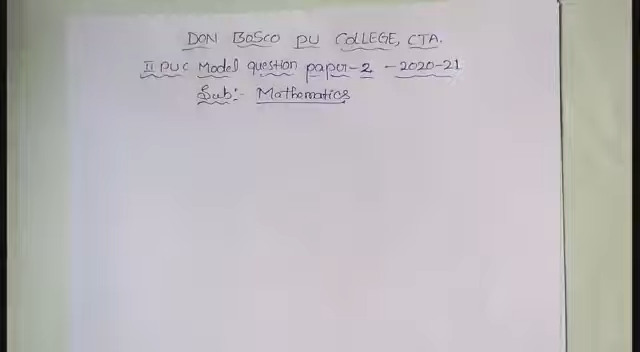 DON BOSCO PU COLLEGE, CTA.
II PUC Model question paper-2 - 2020-21
Sub:- Mathematics